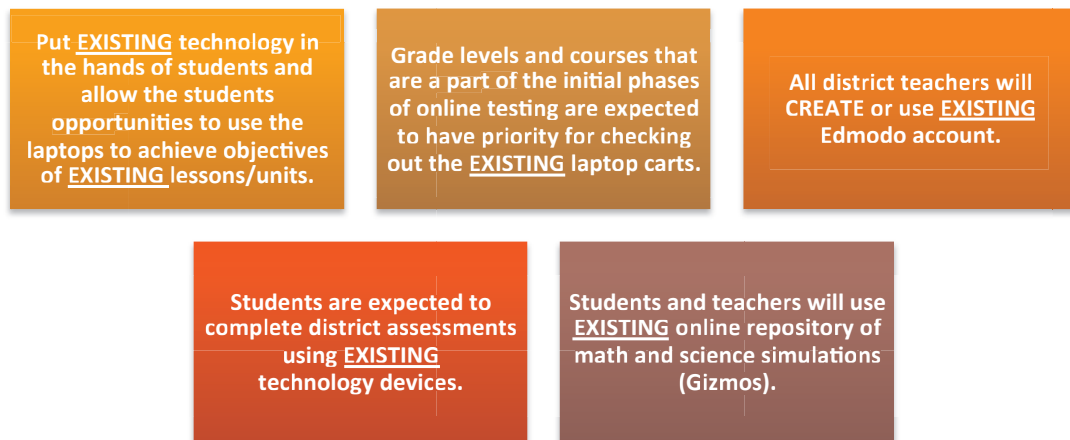 Put EXISTING technology in
the hands of students and
allow the students
opportunities to use the
laptops to achieve objectives
of EXISTING lessons/units.
Grade levels and courses that
are a part of the initial phases
of online testing are expected
to have priority for checking
out the EXISTING laptop carts.
All district teachers will
CREATE or use EXISTING
Edmodo account.
Students are expected to
complete district assessments
using EXISTING
technology devices.
Students and teachers will use
EXISTING online repository of
math and science simulations
(Gizmos).